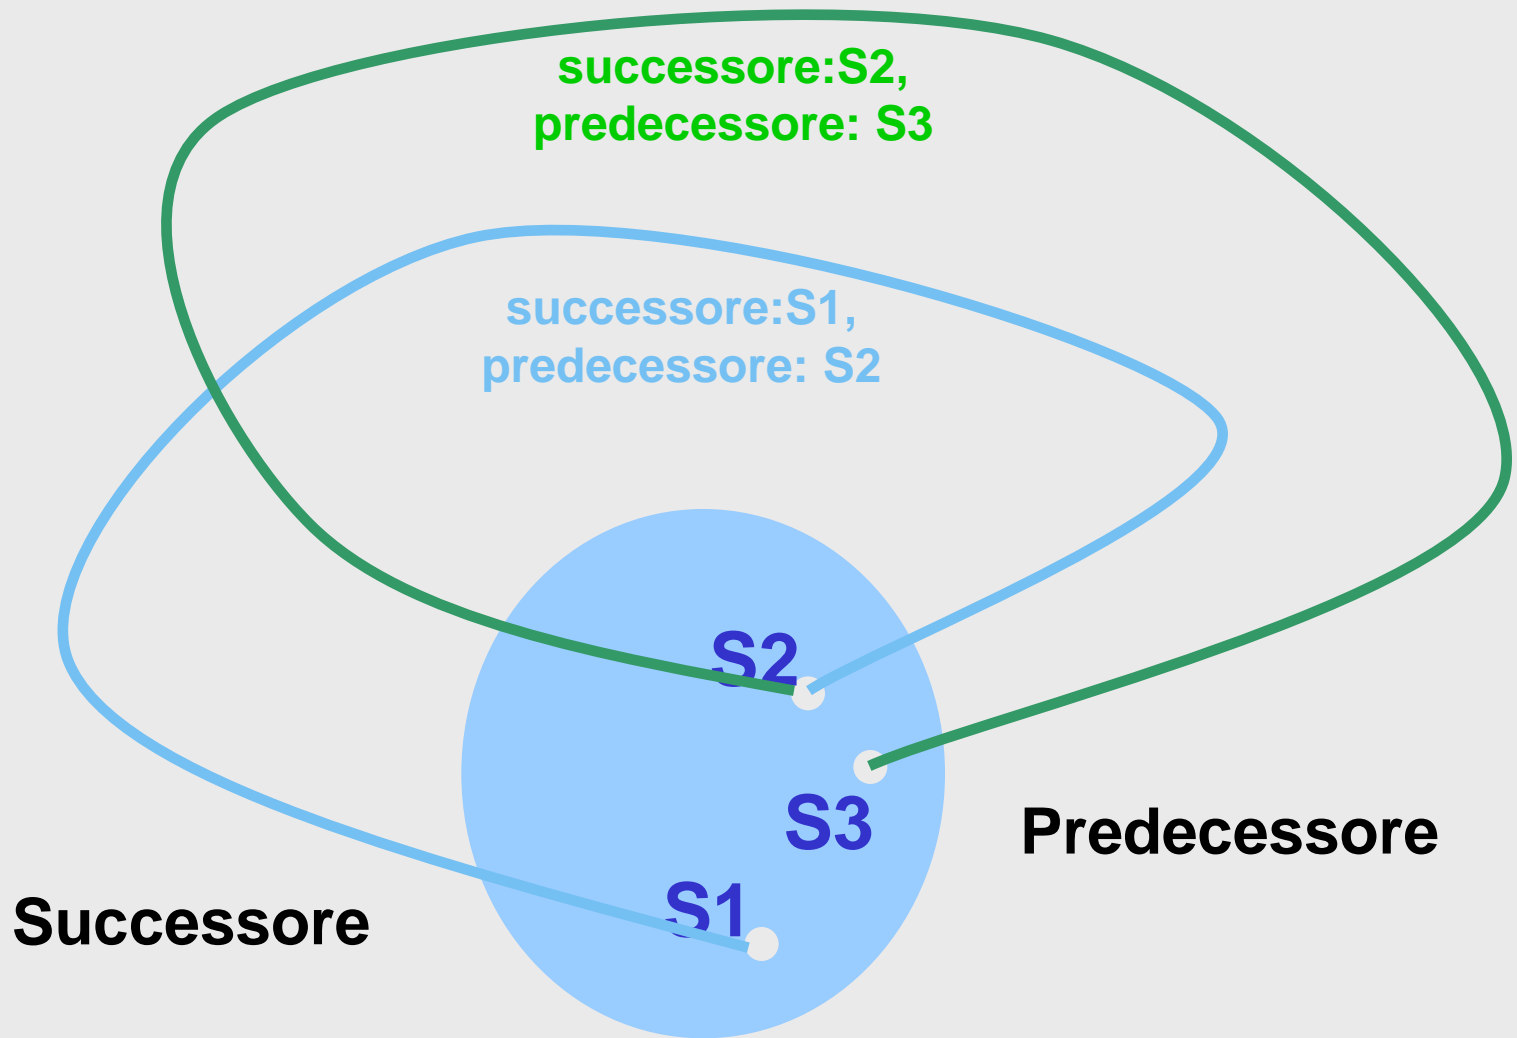 successore:S2,
predecessore: S3
successore:S1,
predecessore: S2
S2
S3
Predecessore
S1
Successore